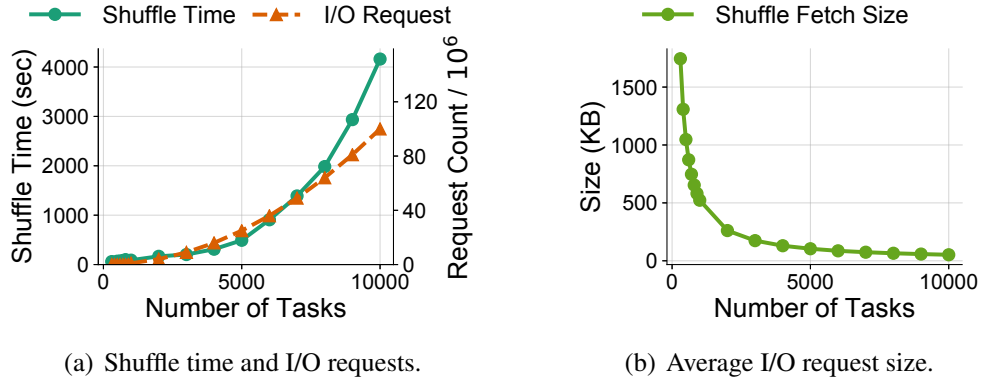 Shuffle Time
I/O Request
Shuffle Time (sec)
4000
3000
2000
1000
0
120
80
40
0
Request Count / 10⁶
0
5000
10000
Number of Tasks
(a) Shuffle time and I/O requests.
Shuffle Fetch Size
Size (KB)
1500
1000
500
0
0
5000
10000
Number of Tasks
(b) Average I/O request size.